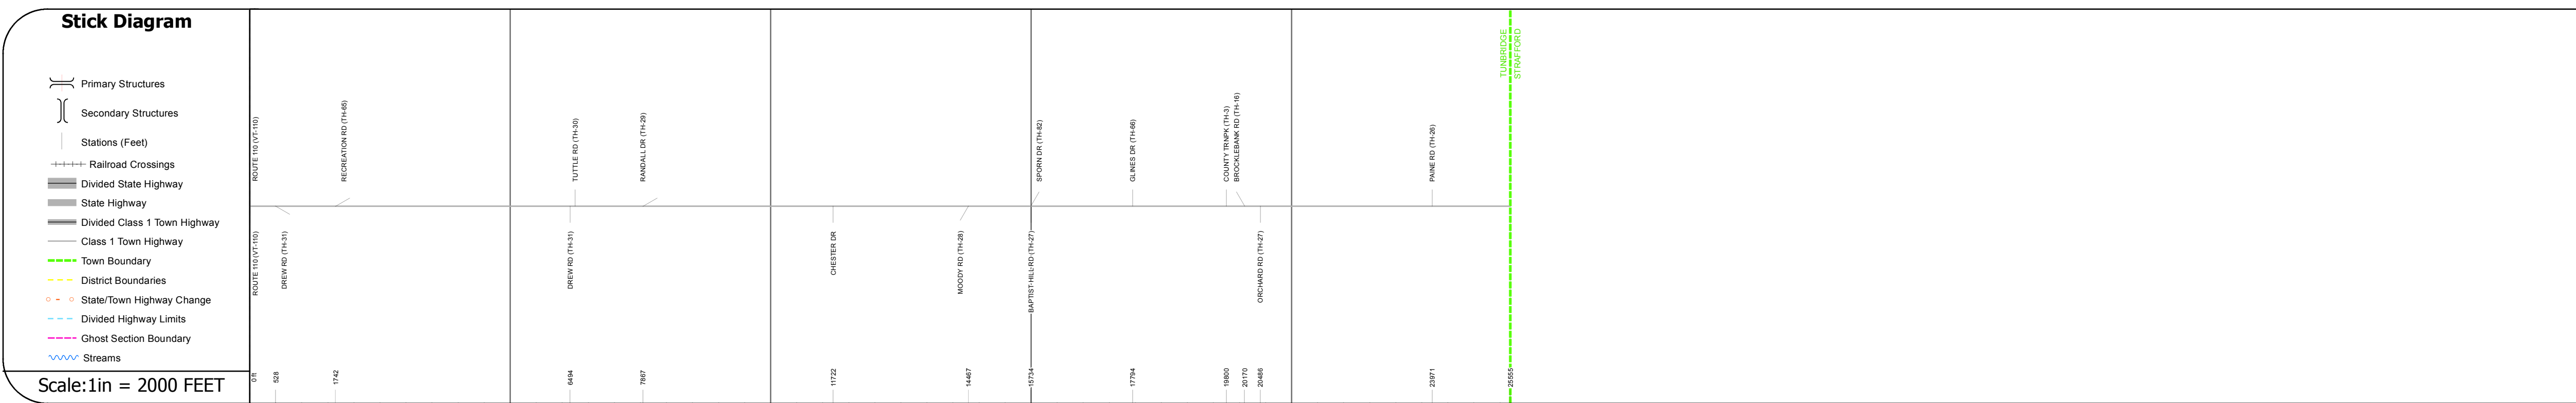 Stick Diagram
Primary Structures
Secondary Structures
Stations (Feet)
Railroad Crossings
Divided State Highway
State Highway
Divided Class 1 Town Highway
Class 1 Town Highway
Town Boundary
District Boundaries
State/Town Highway Change
Divided Highway Limits
Ghost Section Boundary
Streams
Scale:1in = 2000 FEET
ROUTE 110 (VT-110)
RECREATION RD (TH-65)
TUTTLE RD (TH-30)
RANDALL DR (TH-29)
SPORN DR (TH-82)
GLINES DR (TH-66)
COUNTY TRNPK (TH-3)
BROCKLEBANK RD (TH-16)
PAINE RD (TH-26)
TUNBRIDGE
STRAFFORD
ROUTE 110 (VT-110)
DREW RD (TH-31)
DREW RD (TH-31)
CHESTER DR
MOODY RD (TH-28)
BAPTIST-HILL-RD (TH-27)
ORCHARD RD (TH-27)
0 ft
528
1742
6494
7867
11722
14467
15734
17794
19800
20170
20486
23971
25555